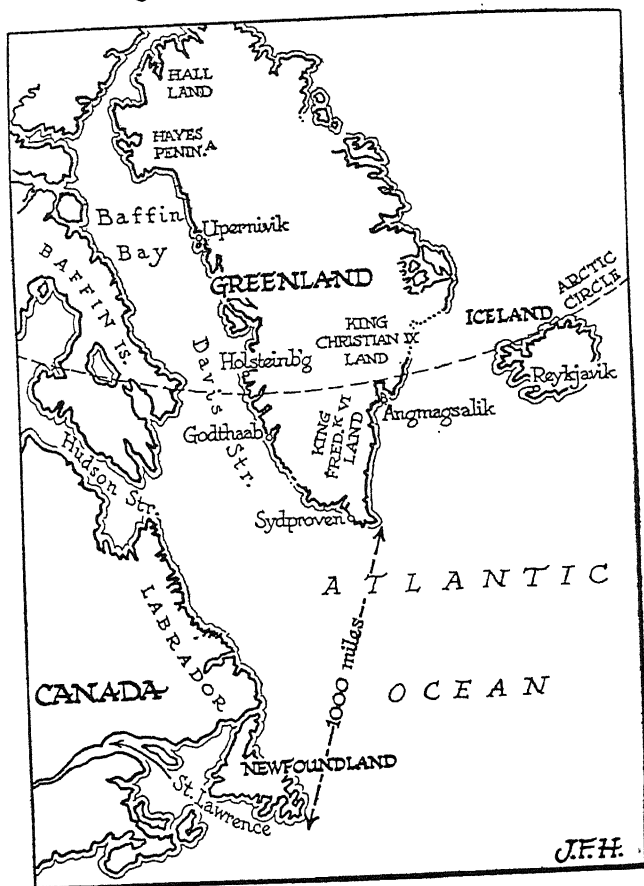 HALL
LAND
HAYES
PENIN.A
Baffin
Bay
Upernivik
BAFFIN IS.
GREENLAND
ARCTIC
CIRCLE
ICELAND
KING
CHRISTIAN IX
LAND
Davis Str.
Holsteinb'g
Reykjavik
KING
FRED.K VI
LAND
Angmagsalik
Godthaab
Hudson Str.
Sydproven
ATLANTIC
LABRADOR
1000 miles
CANADA
OCEAN
NEWFOUNDLAND
St. Lawrence
J.F.H.